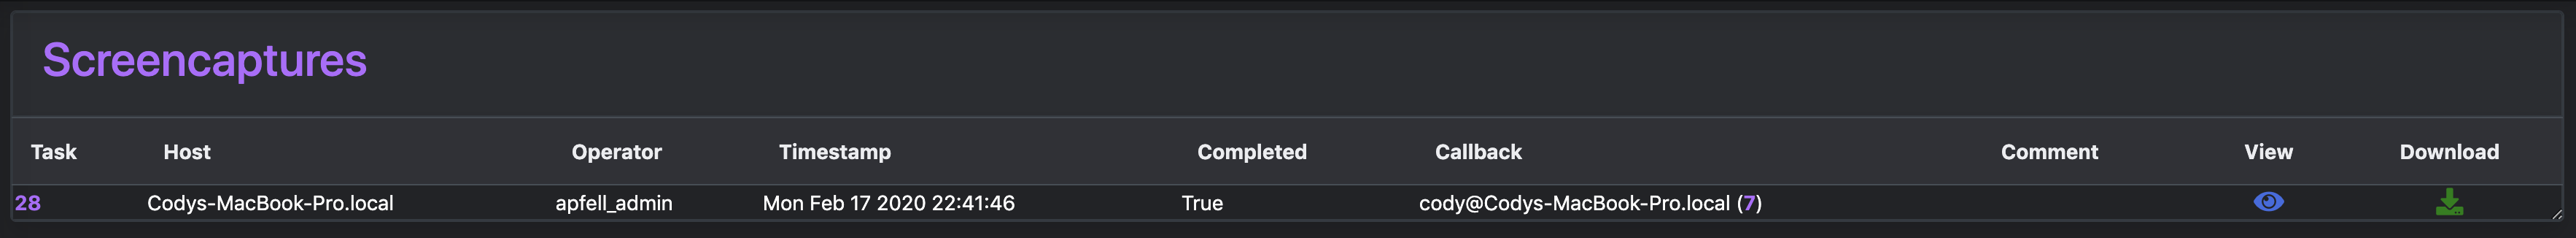 Screencaptures
Task Host Operator Timestamp Completed Callback Comment View Download
28 Codys-MacBook-Pro.local apfell_admin Mon Feb 17 2020 22:41:46 True cody@Codys-MacBook-Pro.local (7)